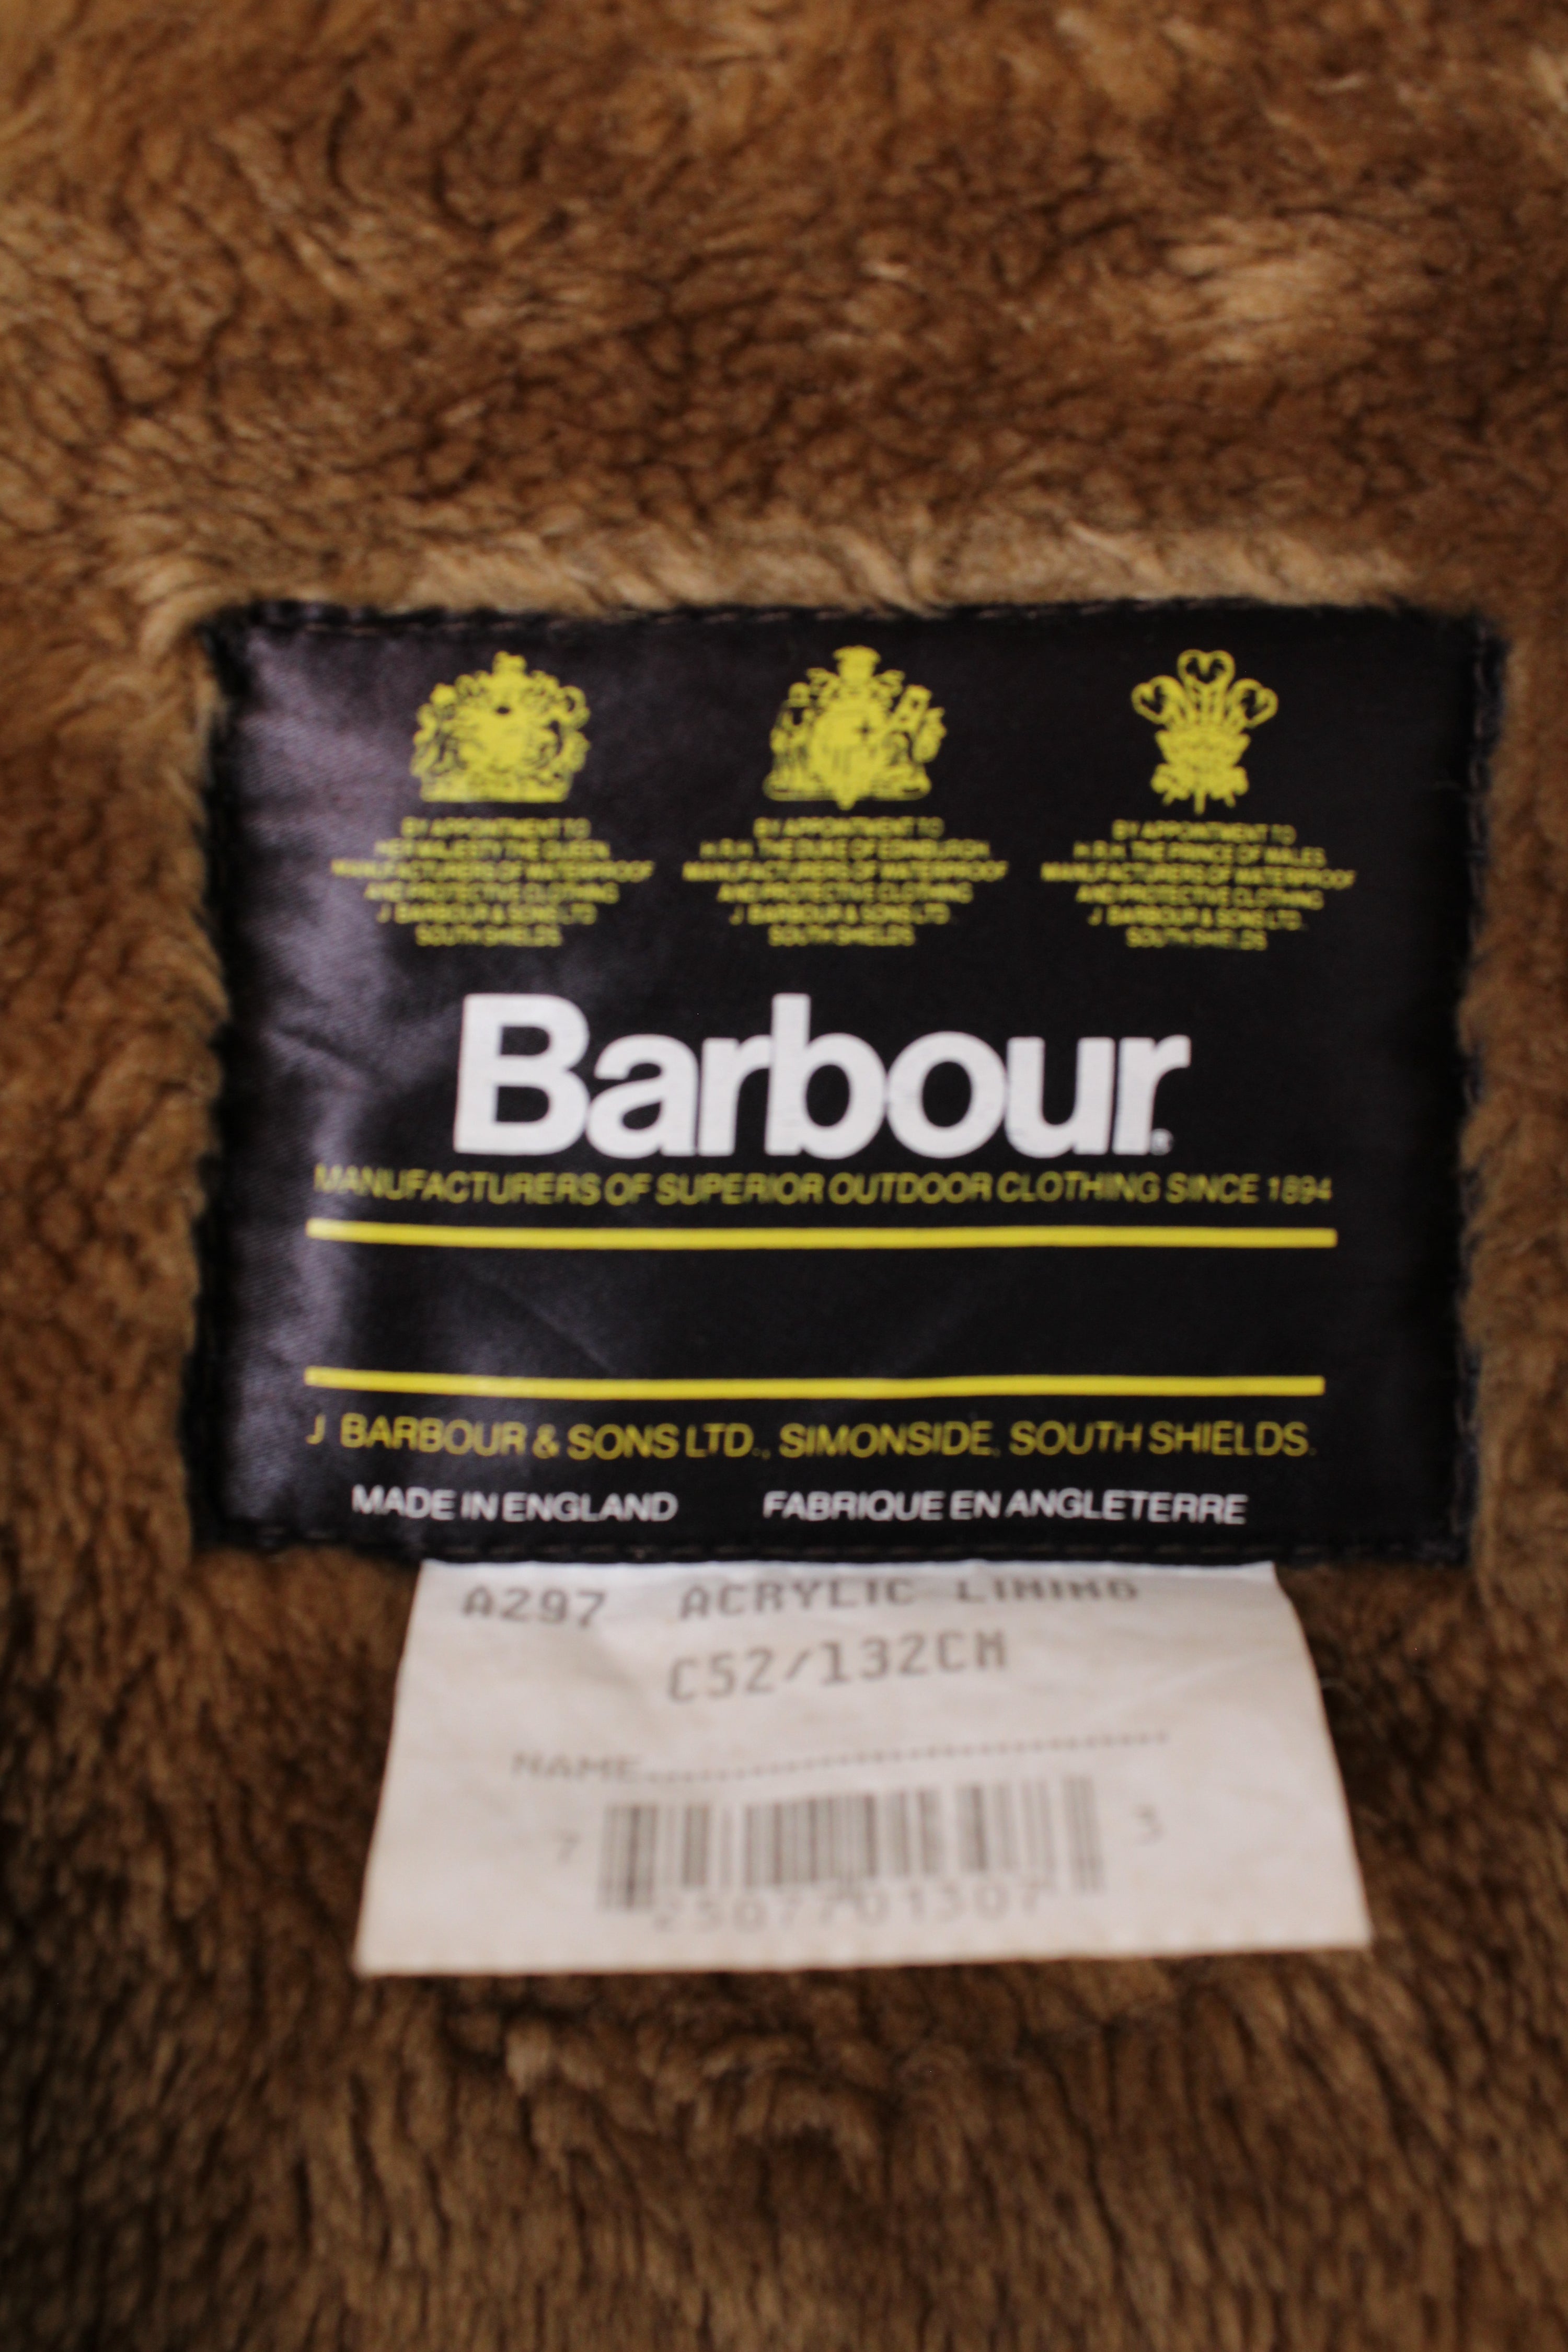 BY APPOINTMENT TO
HER MAJESTY THE QUEEN
MANUFACTURERS OF WATERPROOF
AND PROTECTIVE CLOTHING
J BARBOUR & SONS LTD
SOUTH SHIELDS
BY APPOINTMENT TO
H.R.H. THE DUKE OF EDINBURGH
MANUFACTURERS OF WATERPROOF
AND PROTECTIVE CLOTHING
J BARBOUR & SONS LTD.
SOUTH SHIELDS
BY APPOINTMENT TO
H.R.H. THE PRINCE OF WALES
MANUFACTURERS OF WATERPROOF
AND PROTECTIVE CLOTHING
J BARBOUR & SONS LTD.
SOUTH SHIELDS
Barbour®
MANUFACTURERS OF SUPERIOR OUTDOOR CLOTHING SINCE 1894
J BARBOUR & SONS LTD., SIMONSIDE, SOUTH SHIELDS.
MADE IN ENGLAND FABRIQUE EN ANGLETERRE
A297 ACRYLIC LINING
C52/132CM
NAME..............................
7 3
2507701307